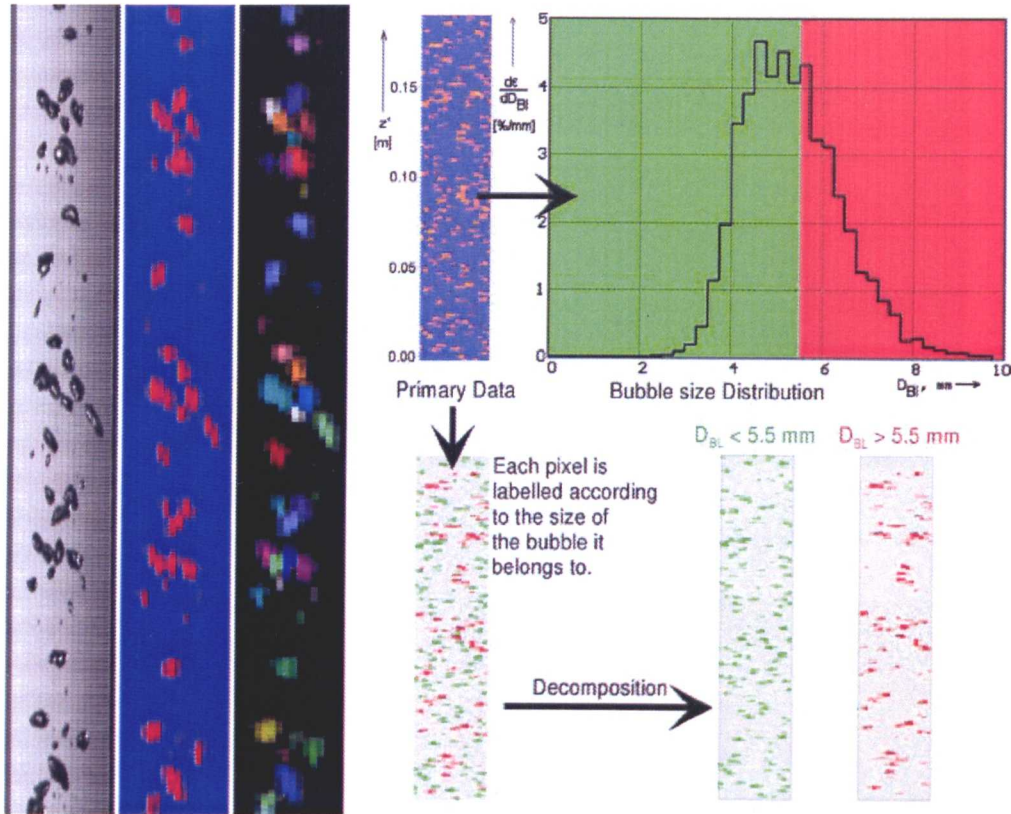 0.15
z'
[m]
0.10
0.05
0.00
dε
dD_BI
[%/mm]
5
4
3
2
1
0
0
2
4
6
8
10
D_BI, mm
Bubble size Distribution
Primary Data
Each pixel is
labelled according
to the size of
the bubble it
belongs to.
D_BL < 5.5 mm
D_BL > 5.5 mm
Decomposition